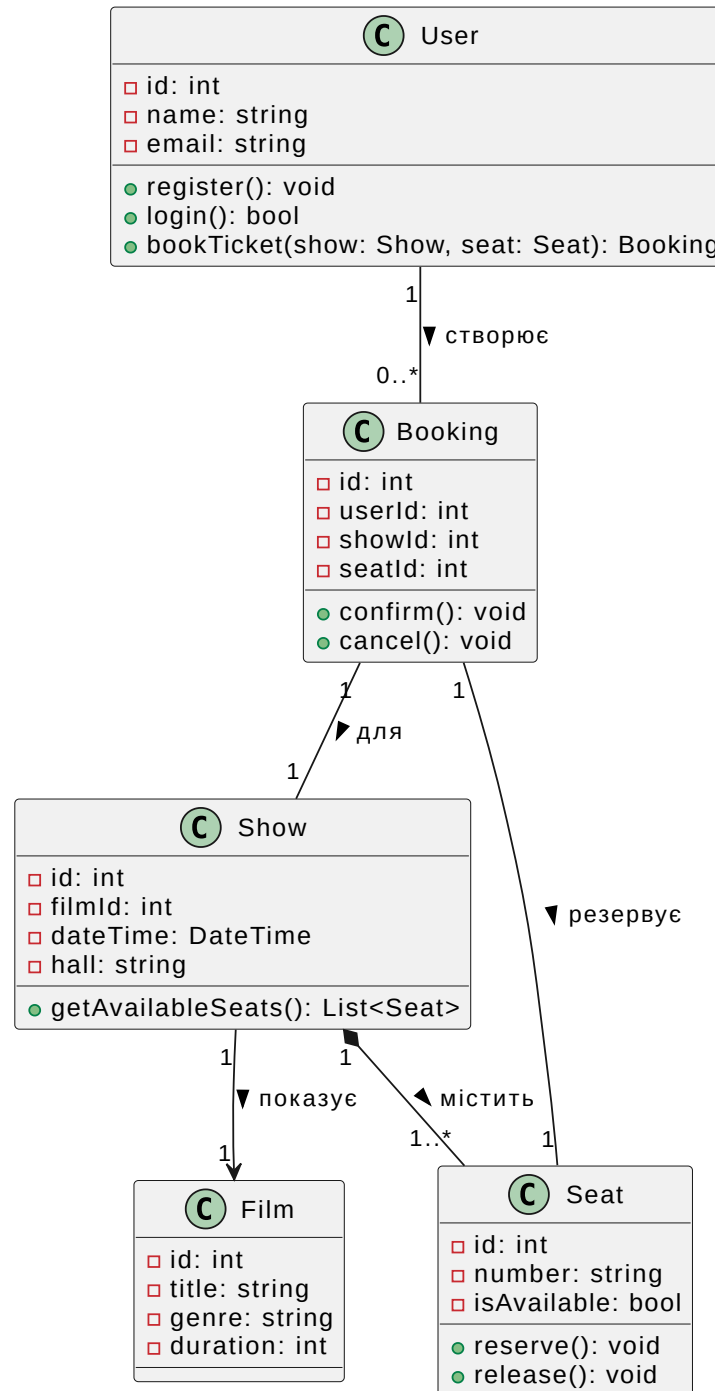 C User
id: int
name: string
email: string
register(): void
login(): bool
bookTicket(show: Show, seat: Seat): Booking
1
створює
0..*
C Booking
id: int
userId: int
showId: int
seatId: int
confirm(): void
cancel(): void
1
1
для
1
C Show
id: int
filmId: int
dateTime: DateTime
hall: string
getAvailableSeats(): List<Seat>
резервує
1
1
показує
містить
1
1..*
1
C Film
id: int
title: string
genre: string
duration: int
C Seat
id: int
number: string
isAvailable: bool
reserve(): void
release(): void